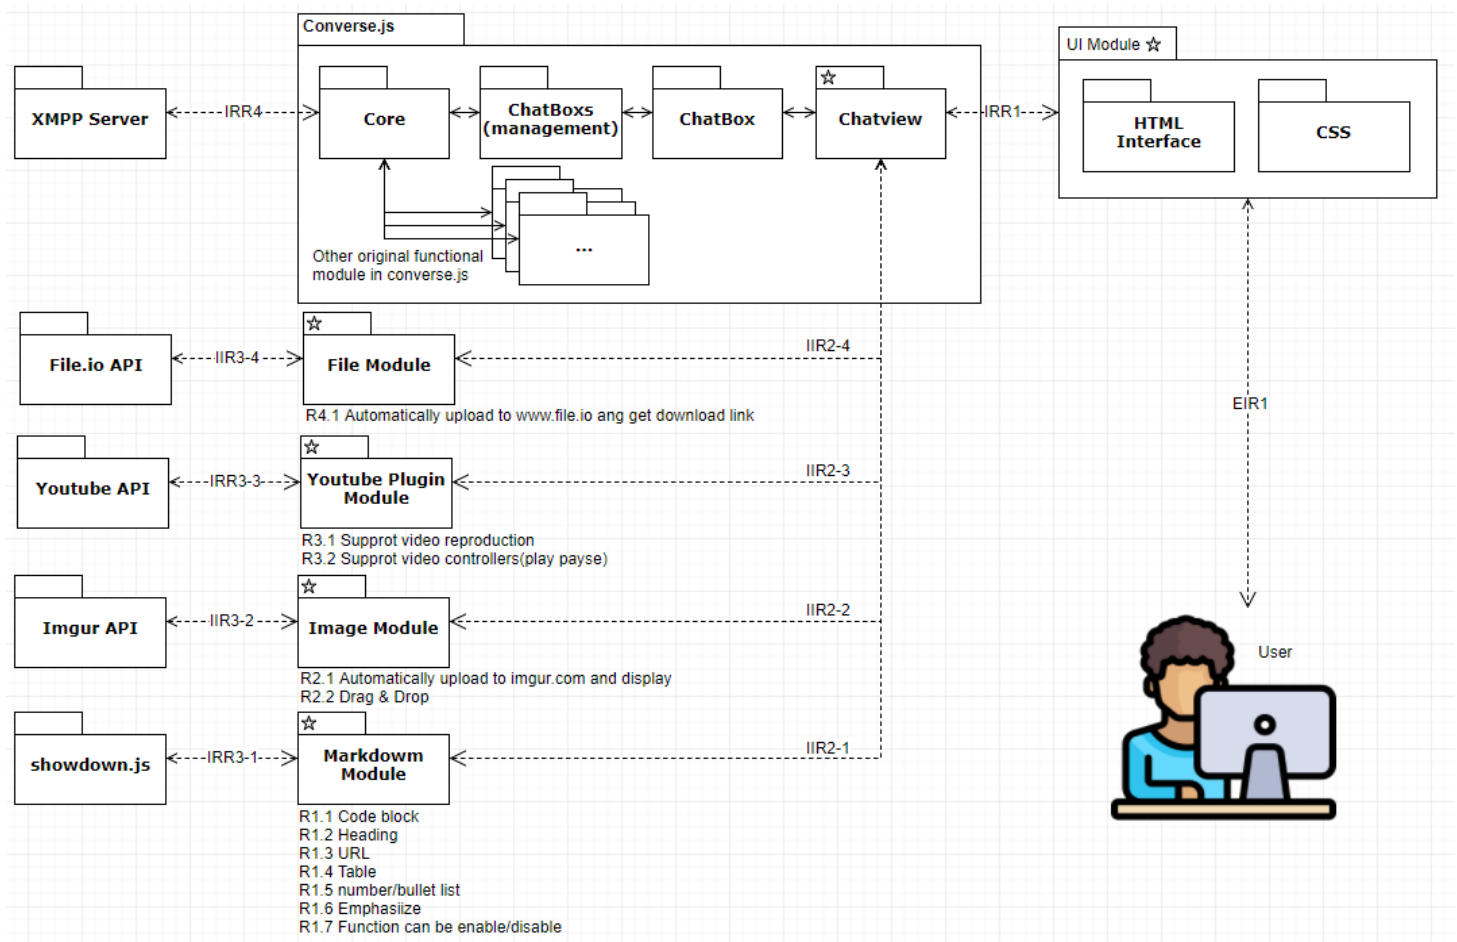 Converse.js
UI Module ☆
XMPP Server
IRR4
Core
ChatBoxs
(management)
ChatBox
☆
Chatview
IRR1
HTML
Interface
CSS
...
Other original functional
module in converse.js
File.io API
IIR3-4
☆
File Module
IIR2-4
R4.1 Automatically upload to www.file.io ang get download link
EIR1
Youtube API
IRR3-3
☆
Youtube Plugin
Module
IIR2-3
R3.1 Supprot video reproduction
R3.2 Supprot video controllers(play payse)
Imgur API
IIR3-2
☆
Image Module
IIR2-2
User
R2.1 Automatically upload to imgur.com and display
R2.2 Drag & Drop
showdown.js
IRR3-1
☆
Markdowm
Module
IIR2-1
R1.1 Code block
R1.2 Heading
R1.3 URL
R1.4 Table
R1.5 number/bullet list
R1.6 Emphasiize
R1.7 Function can be enable/disable